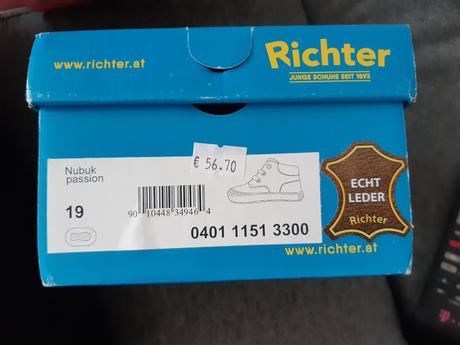 www.richter.at
Richter
JUNGE SCHUHE SEIT 1893
Nubuk
passion
€ 56.70
19
90 10448 34946 4
0401 1151 3300
ECHT
LEDER
Richter
www.richter.at